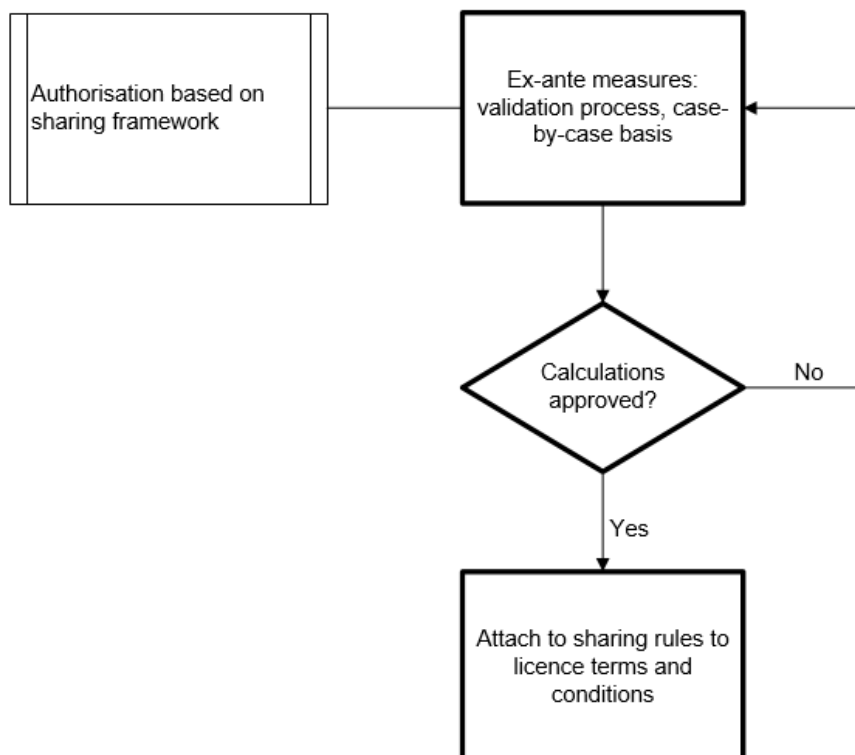 Authorisation based on
sharing framework
Ex-ante measures:
validation process, case-
by-case basis
Calculations
approved?
No
Yes
Attach to sharing rules to
licence terms and
conditions